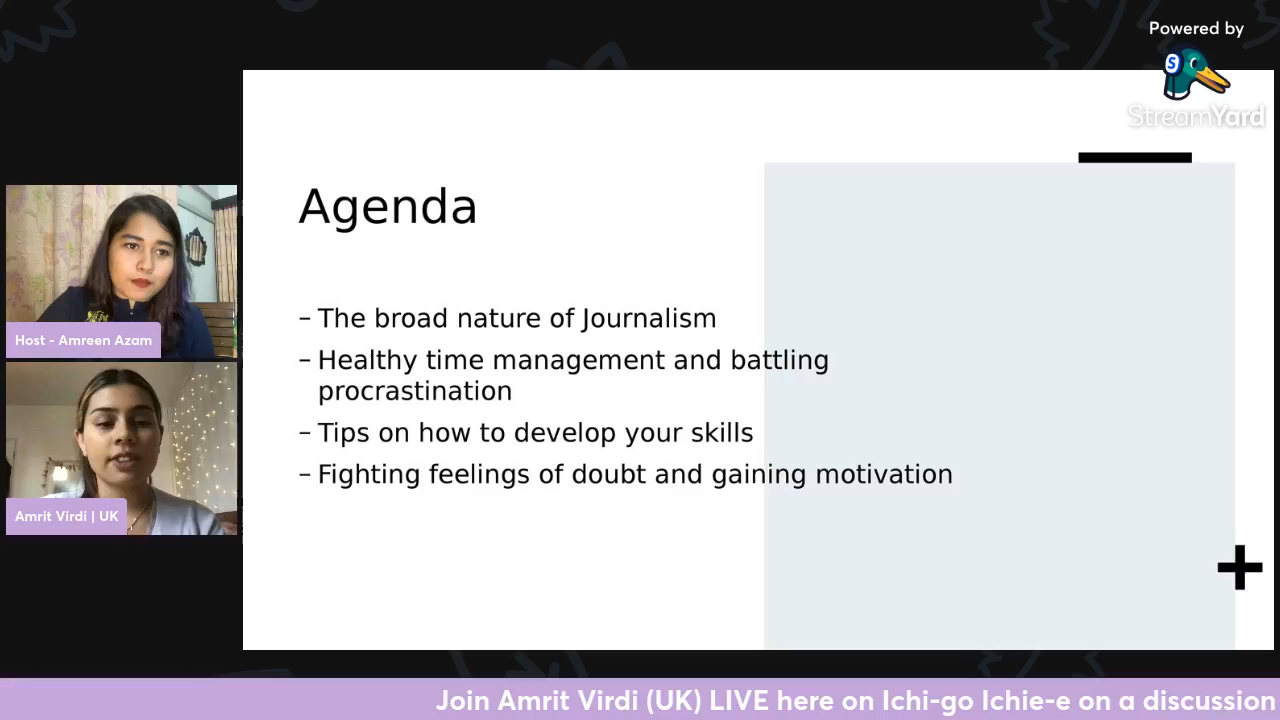 Powered by
S
StreamYard
Agenda
– The broad nature of Journalism
– Healthy time management and battling
procrastination
– Tips on how to develop your skills
– Fighting feelings of doubt and gaining motivation
Host - Amreen Azam
Amrit Virdi | UK
Join Amrit Virdi (UK) LIVE here on Ichi-go Ichie-e on a discussion